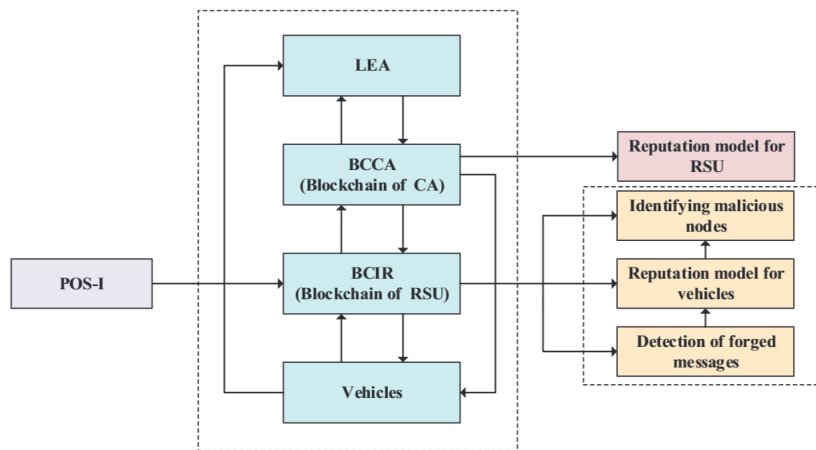 LEA
BCCA
(Blockchain of CA)
Reputation model for
RSU
Identifying malicious
nodes
POS-I
BCIR
(Blockchain of RSU)
Reputation model for
vehicles
Detection of forged
messages
Vehicles